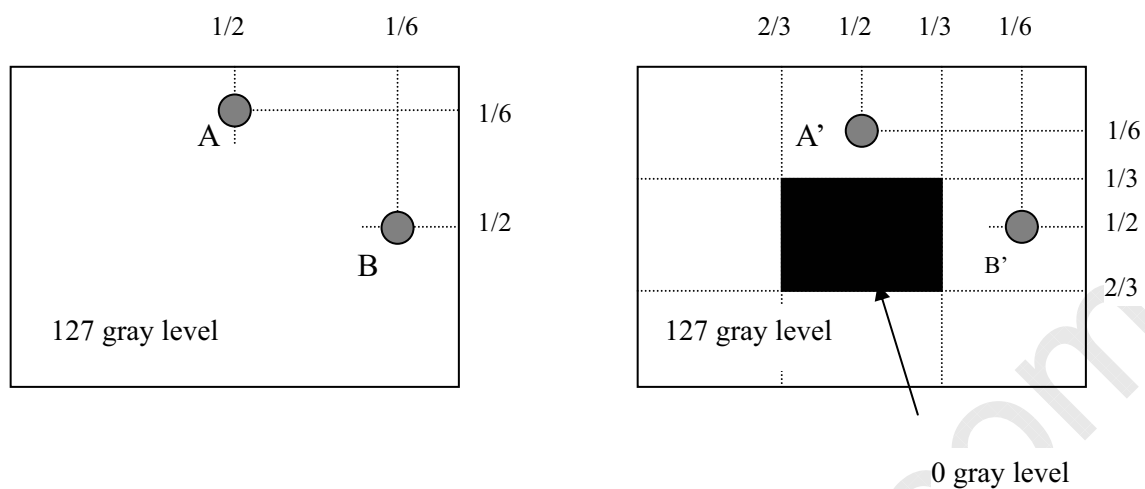 1/2 1/6
2/3 1/2 1/3 1/6
1/6
A
1/2
B
127 gray level
A’
1/6
1/3
1/2
B’
2/3
127 gray level
0 gray level
com